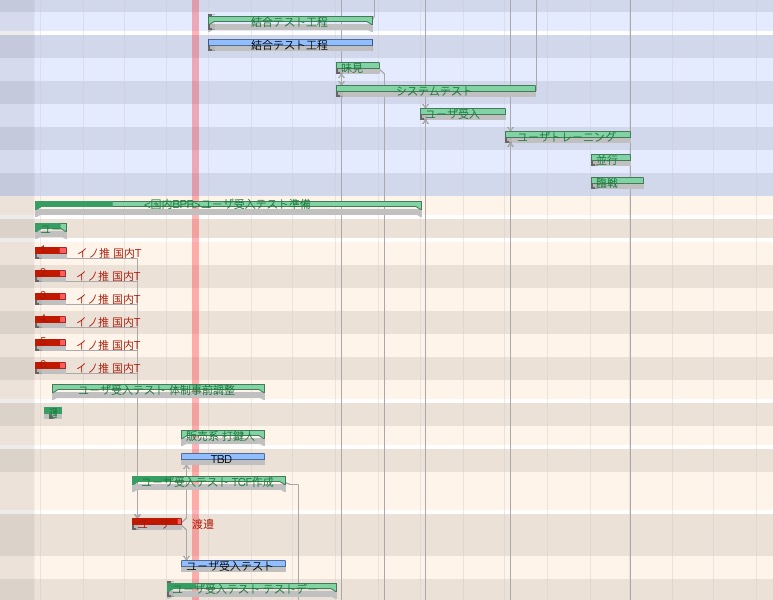 結合テスト工程
結合テスト工程
味見
システムテスト
ユーザ受入
ユーザトレーニング
並行
臨戦
<国内BPR>ユーザ受入テスト準備
ユー
イノ推 国内T
イノ推 国内T
イノ推 国内T
イノ推 国内T
イノ推 国内T
イノ推 国内T
ユーザ受入テスト 体制事前調整
販売系 打鍵人
TBD
ユーザ受入テスト TCF作成
渡邉
ユーザ受入テスト
ユーザ受入テスト テストデー